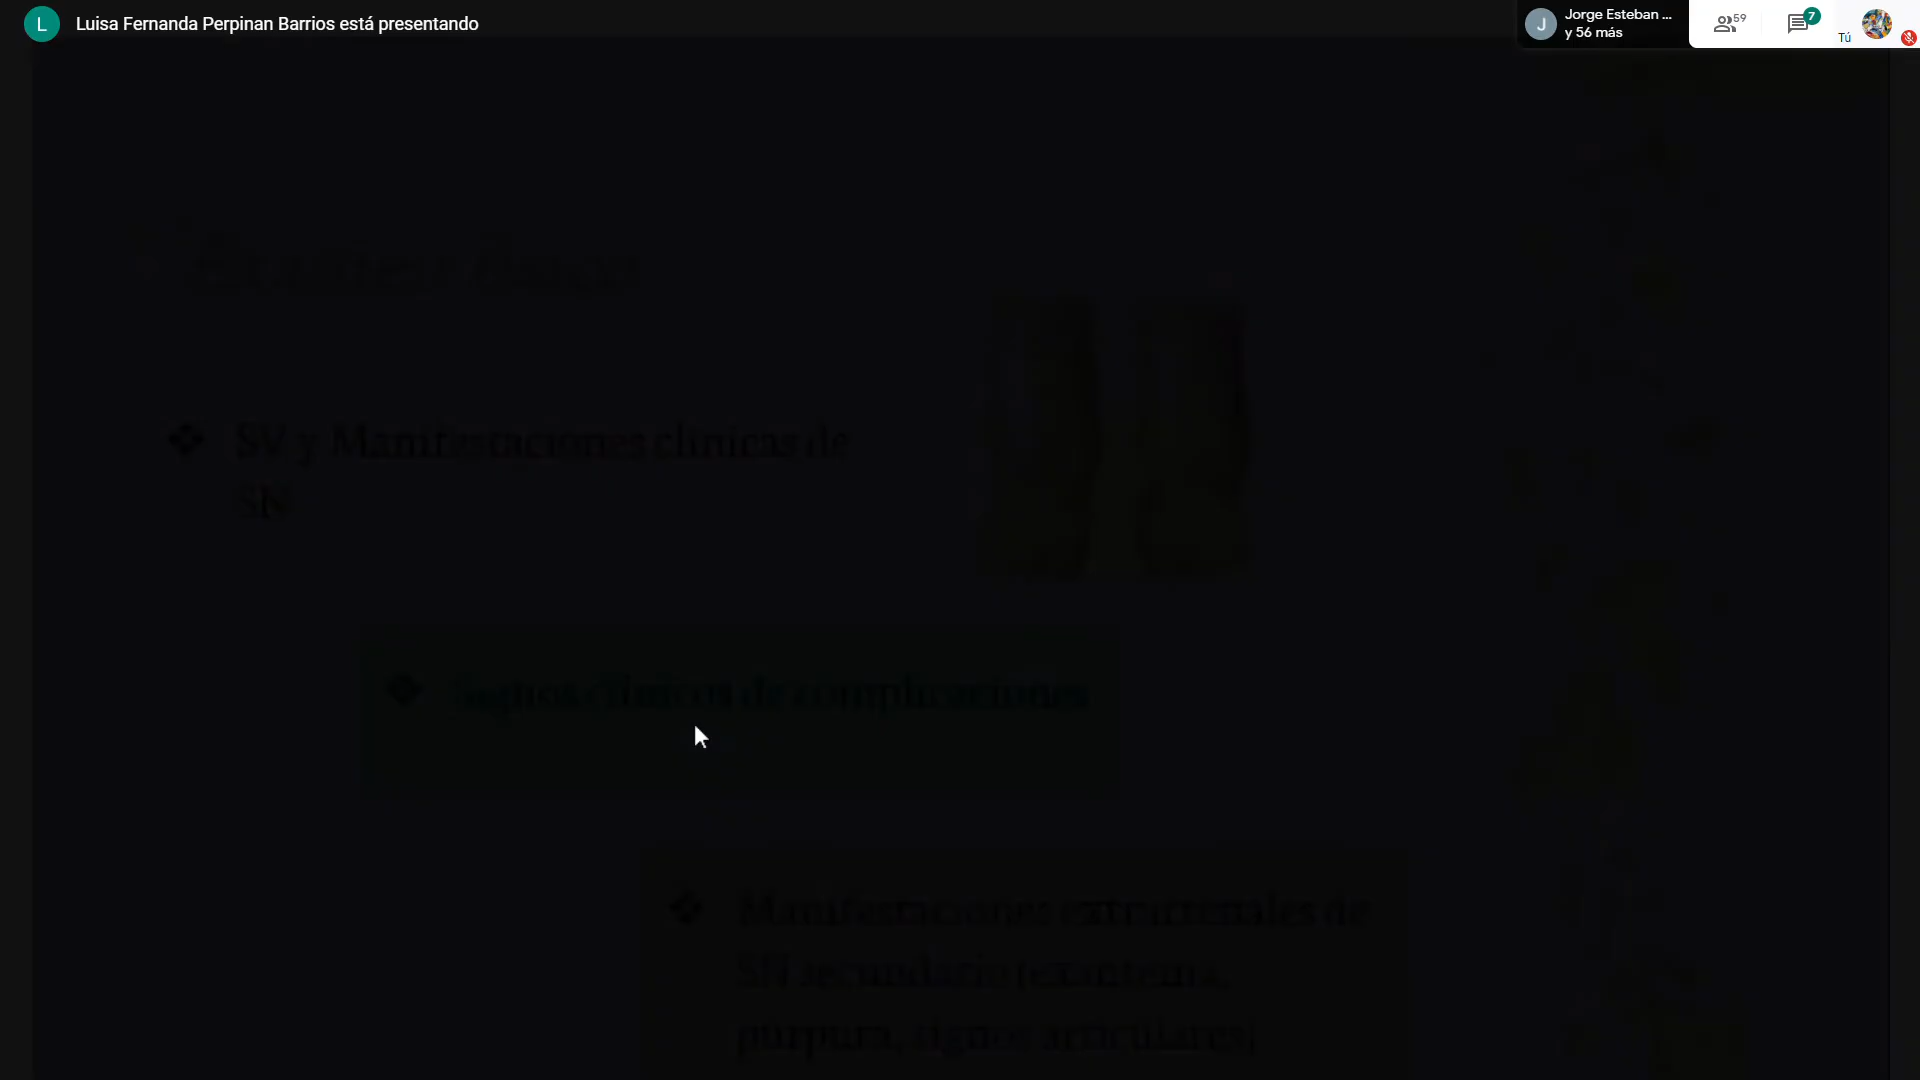 L Luisa Fernanda Perpinan Barrios está presentando
J Jorge Esteban ...
y 56 más
59
7
Tú
SV y Manifestaciones clínicas de
SN
Signos clínicos de complicaciones
Manifestaciones extrarrenales de
SN secundario (exantema,
púrpura, signos articulares)